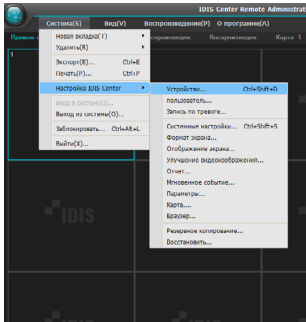 IDIS Center Remote Administrat
Система(S) Вид(V) Воспроизведение(P) О программе(A)
Новая вкладка(T)
Удалить(R)
Экспорт(E)... Ctrl+E
Печать(P)... Ctrl+P
Настройка IDIS Center
Вход в систему(I)...
Выход из системы(O)...
Заблокировать... Ctrl+Alt+L
Выйти(X)...
Карта 1
1
Устройство... Ctrl+Shift+D
пользователь...
Запись по тревоге...
Системные настройки... Ctrl+Shift+S
Формат экрана...
Отображение экрана...
Улучшение видеоизображения...
Отчет...
Мгновенное событие...
Параметры...
Карта....
Браузер...
Резервное копирование...
Восстановить...
IDIS